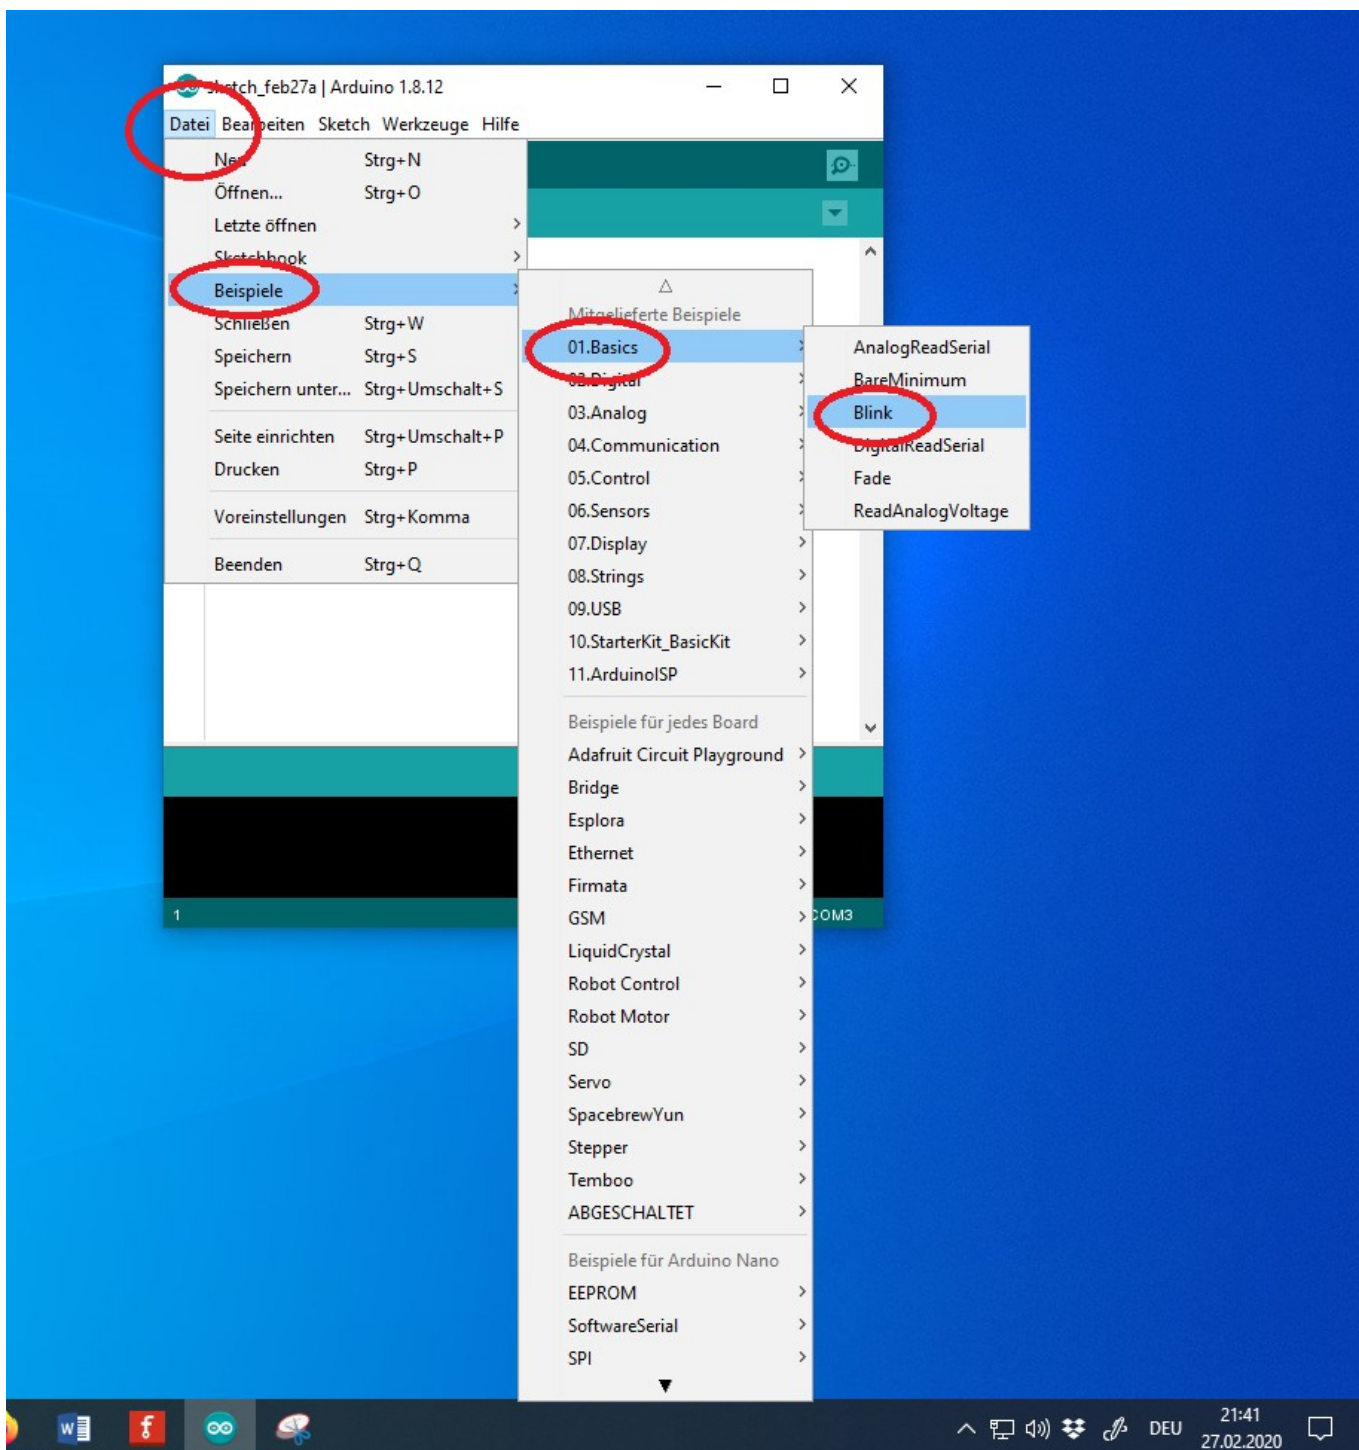 sketch_feb27a | Arduino 1.8.12
Datei Bearbeiten Sketch Werkzeuge Hilfe
Neu Strg+N
Öffnen... Strg+O
Letzte öffnen
Sketchbook
Beispiele
Schließen Strg+W
Speichern Strg+S
Speichern unter... Strg+Umschalt+S
Seite einrichten Strg+Umschalt+P
Drucken Strg+P
Voreinstellungen Strg+Komma
Beenden Strg+Q
Mitgelieferte Beispiele
01.Basics
02.Digital
03.Analog
04.Communication
05.Control
06.Sensors
07.Display
08.Strings
09.USB
10.StarterKit_BasicKit
11.ArduinoISP
Beispiele für jedes Board
Adafruit Circuit Playground
Bridge
Esplora
Ethernet
Firmata
GSM
LiquidCrystal
Robot Control
Robot Motor
SD
Servo
SpacebrewYun
Stepper
Temboo
ABGESCHALTET
Beispiele für Arduino Nano
EEPROM
SoftwareSerial
SPI
AnalogReadSerial
BareMinimum
Blink
DigitalReadSerial
Fade
ReadAnalogVoltage
1 COM3
DEU
21:41
27.02.2020